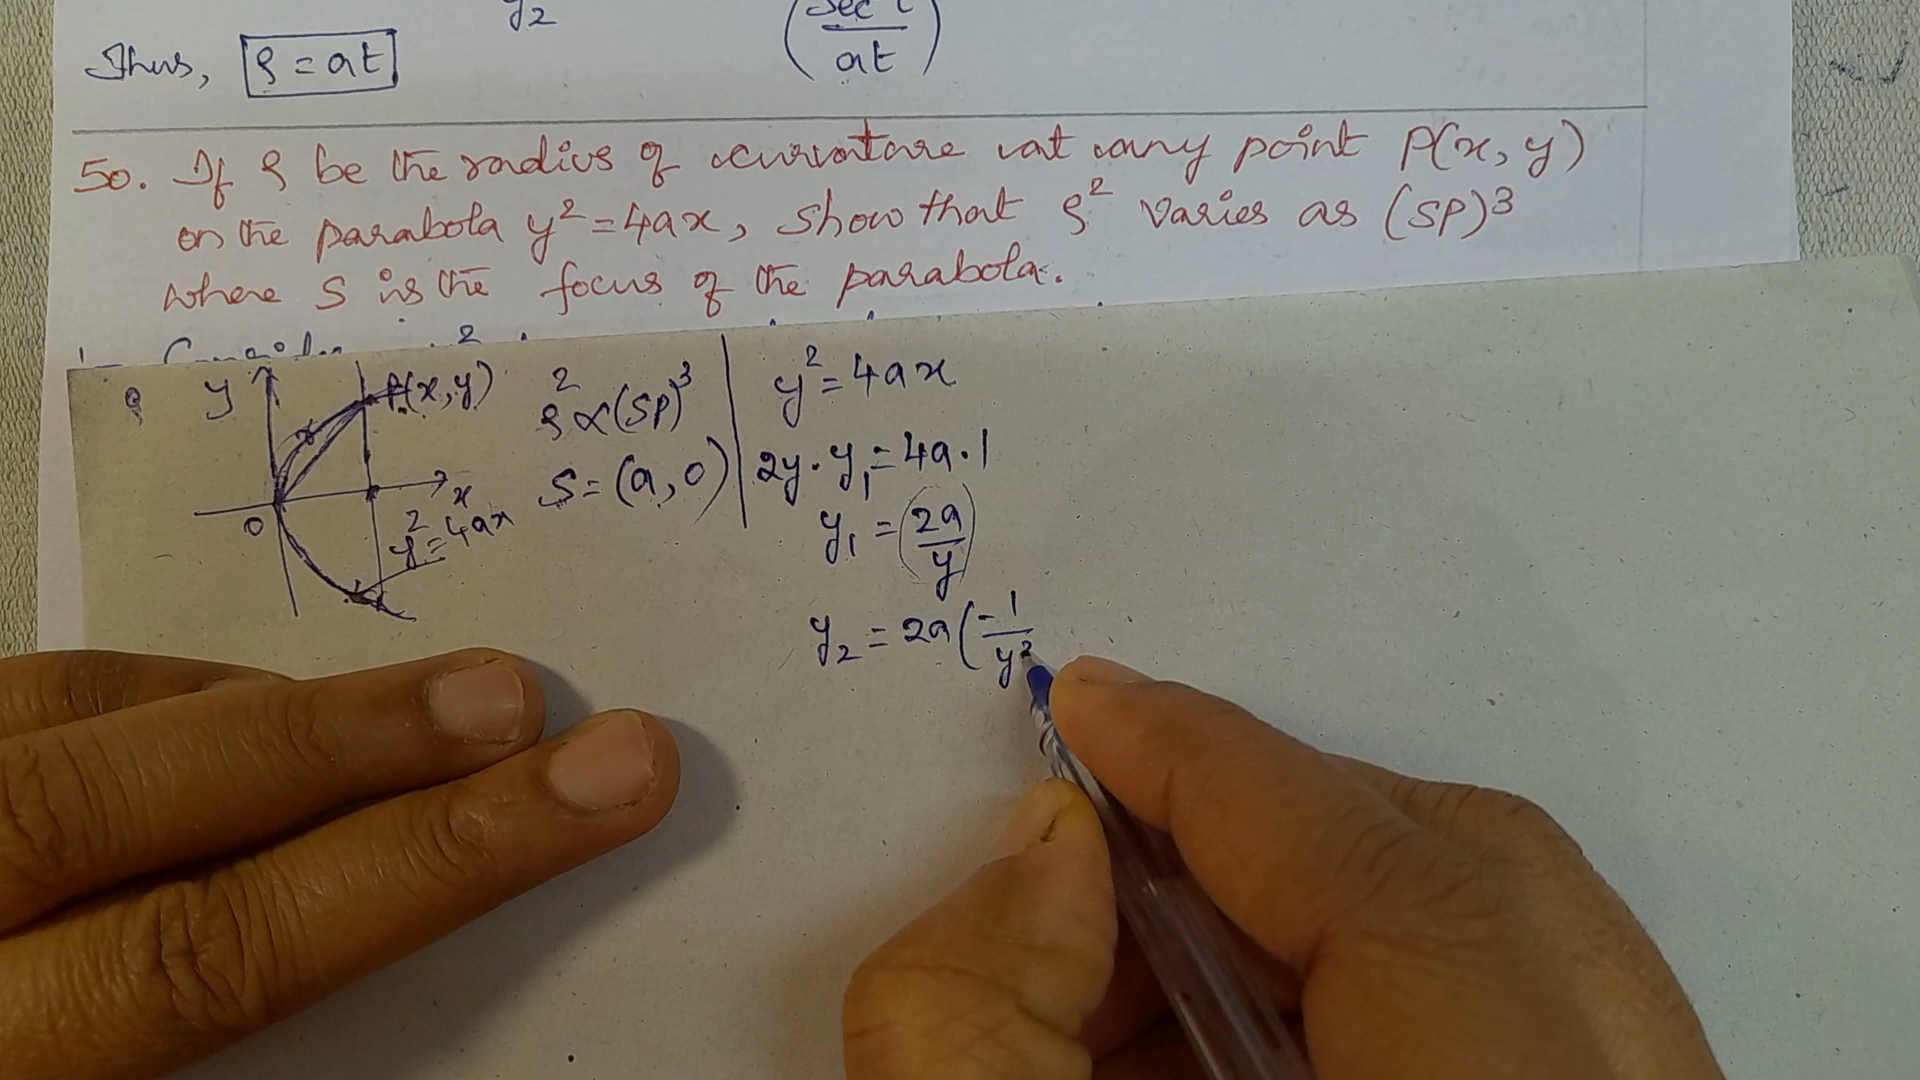 y2
sec t
at
Thus, ρ = at
50. If ρ be the radius of curvature at any point P(x, y)
on the parabola y² = 4ax, show that ρ² varies as (SP)³
where S is the focus of the parabola.
y
P(x, y)
x
O
y² = 4ax
ρ² ∝ (SP)³
S = (a, 0)
y² = 4ax
2y · y₁ = 4a · 1
y₁ = (2a/y)
y₂ = 2a (-1/y²